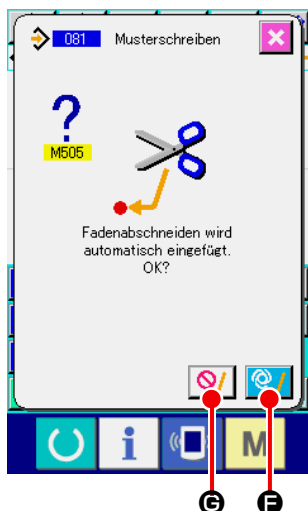 081 Musterschreiben
?
M505
Fadenabschneiden wird
automatisch eingefügt.
OK?
i M
G F